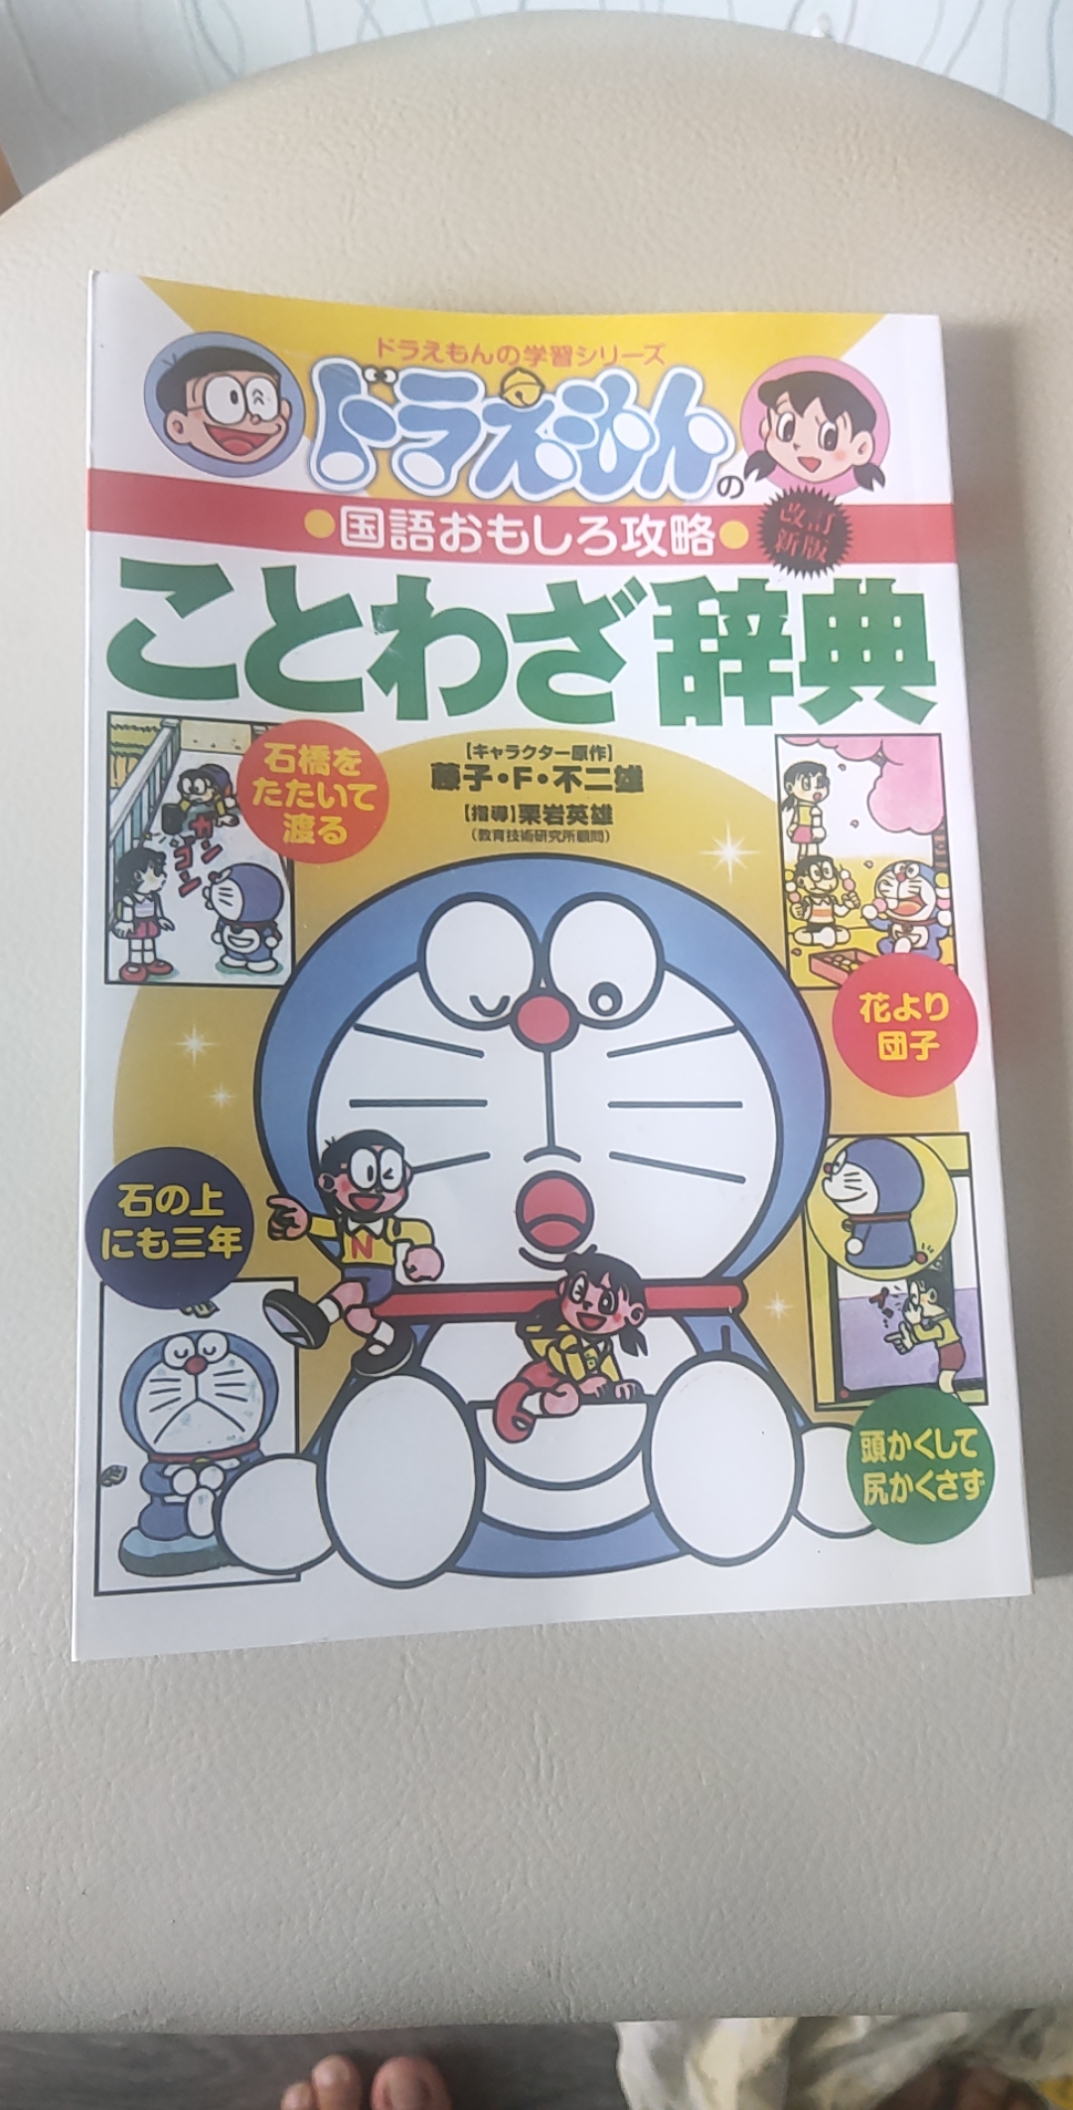 ドラえもんの学習シリーズ
ドラえもんの
国語おもしろ攻略
改訂
新版
ことわざ辞典
石橋を
たたいて
渡る
ガン
ゴン
【キャラクター原作】
藤子・F・不二雄
【指導】栗岩英雄
(教育技術研究所顧問)
花より
団子
石の上
にも三年
N
頭かくして
尻かくさず